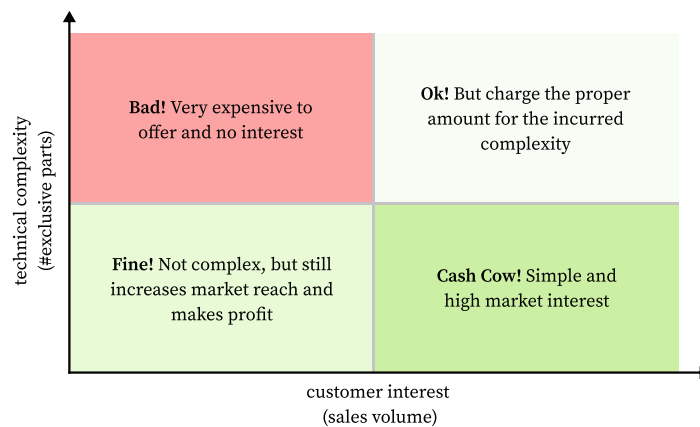 Bad! Very expensive to
offer and no interest
Ok! But charge the proper
amount for the incurred
complexity
technical complexity
(#exclusive parts)
Fine! Not complex, but still
increases market reach and
makes profit
Cash Cow! Simple and
high market interest
customer interest
(sales volume)